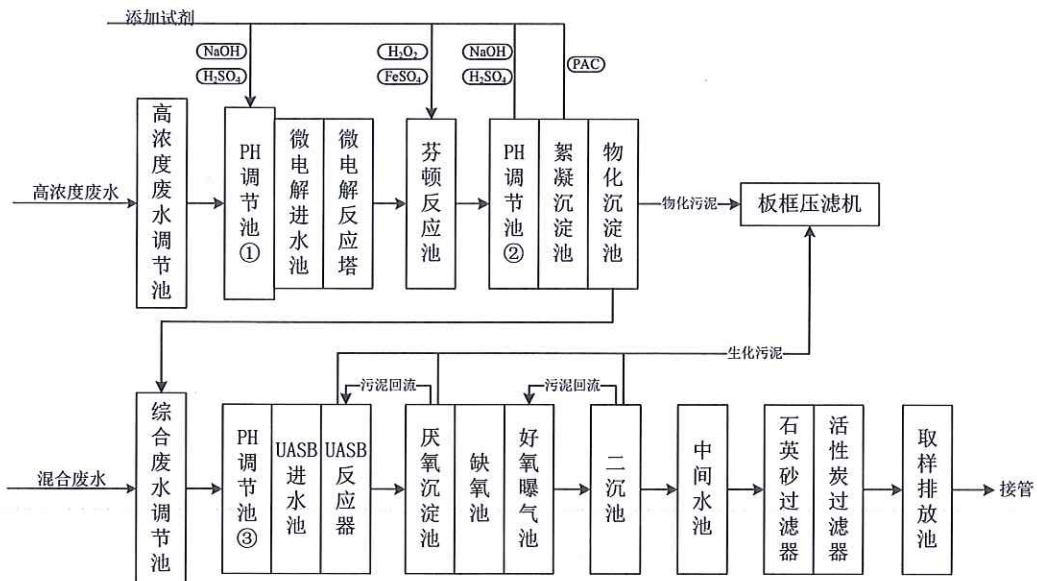 添加试剂
NaOH
H₂SO₄
H₂O₂
FeSO₄
NaOH
H₂SO₄
PAC
高浓度废水
高浓度废水调节池
PH调节池①
微电解进水池
微电解反应塔
芬顿反应池
PH调节池②
絮凝沉淀池
物化沉淀池
物化污泥
板框压滤机
生化污泥
污泥回流
污泥回流
混合废水
综合废水调节池
PH调节池③
UASB进水池
UASB反应器
厌氧沉淀池
缺氧池
好氧曝气池
二沉池
中间水池
石英砂过滤器
活性炭过滤器
取样排放池
接管